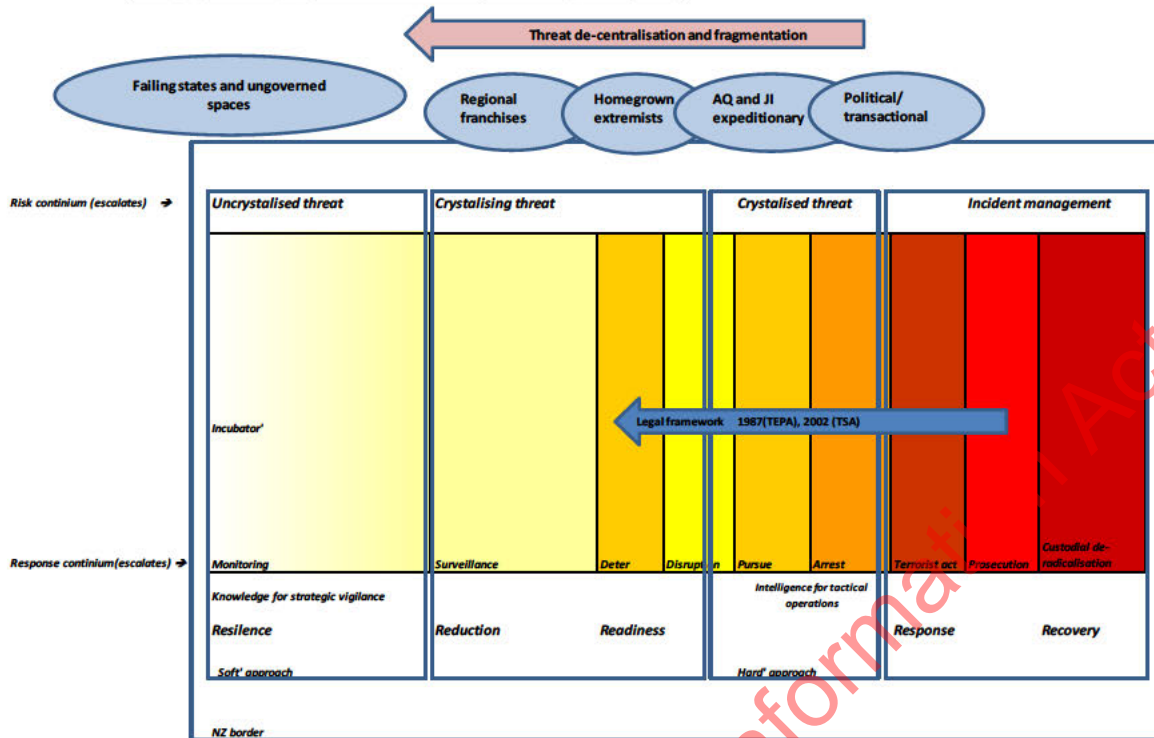 Threat de-centralisation and fragmentation
Failing states and ungoverned
spaces
Regional
franchises
Homegrown
extremists
AQ and JI
expeditionary
Political/
transactional
Risk continium (escalates) ➔
Uncrystalised threat
Crystalising threat
Crystalised threat
Incident management
Legal framework 1987(TEPA), 2002 (TSA)
Incubator'
Response continium(escalates) ➔
Monitoring
Surveillance
Deter
Disruption
Pursue
Arrest
Terrorist act
Prosecution
Custodial de-
radicalisation
Knowledge for strategic vigilance
Intelligence for tactical
operations
Resilence
Reduction
Readiness
Response
Recovery
Soft' approach
Hard' approach
NZ border
Information Act